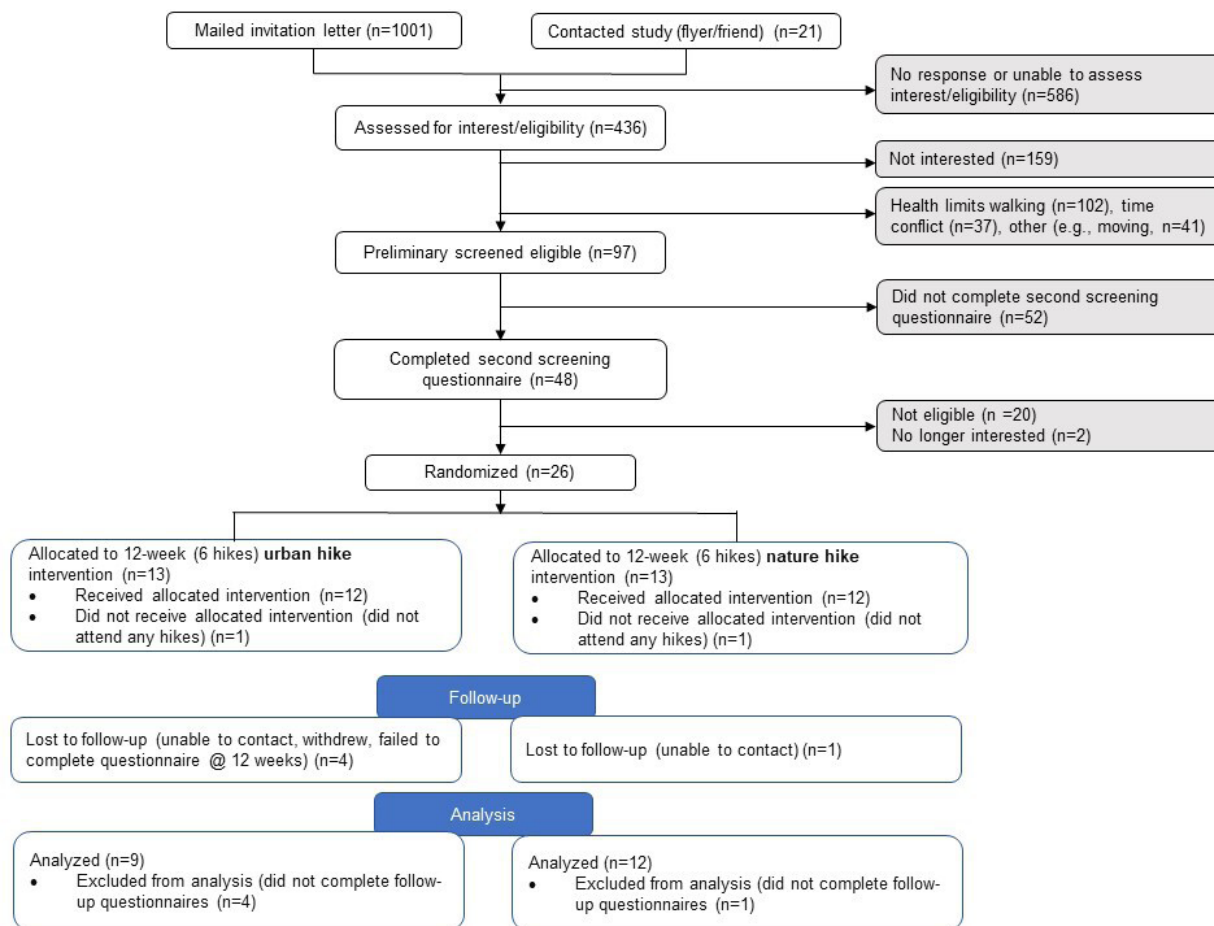 Mailed invitation letter (n=1001)
Contacted study (flyer/friend) (n=21)
No response or unable to assess
interest/eligibility (n=586)
Assessed for interest/eligibility (n=436)
Not interested (n=159)
Health limits walking (n=102), time
conflict (n=37), other (e.g., moving, n=41)
Preliminary screened eligible (n=97)
Did not complete second screening
questionnaire (n=52)
Completed second screening
questionnaire (n=48)
Not eligible (n =20)
No longer interested (n=2)
Randomized (n=26)
Allocated to 12-week (6 hikes) urban hike
intervention (n=13)
• Received allocated intervention (n=12)
• Did not receive allocated intervention (did not
attend any hikes) (n=1)
Allocated to 12-week (6 hikes) nature hike
intervention (n=13)
• Received allocated intervention (n=12)
• Did not receive allocated intervention (did not
attend any hikes) (n=1)
Follow-up
Lost to follow-up (unable to contact, withdrew, failed to
complete questionnaire @ 12 weeks) (n=4)
Lost to follow-up (unable to contact) (n=1)
Analysis
Analyzed (n=9)
• Excluded from analysis (did not complete follow-
up questionnaires (n=4)
Analyzed (n=12)
• Excluded from analysis (did not complete follow-
up questionnaires (n=1)